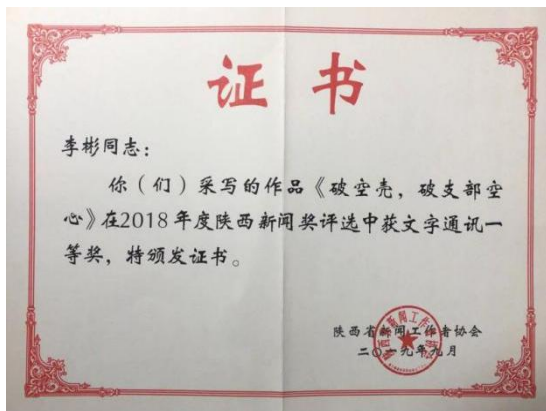 证 书
李彬同志：
你（们）采写的作品《破空壳，破支部空
心》在2018年度陕西新闻奖评选中获文字通讯一
等奖，特颁发证书。
陕西省新闻工作者协会
二〇一九年九月